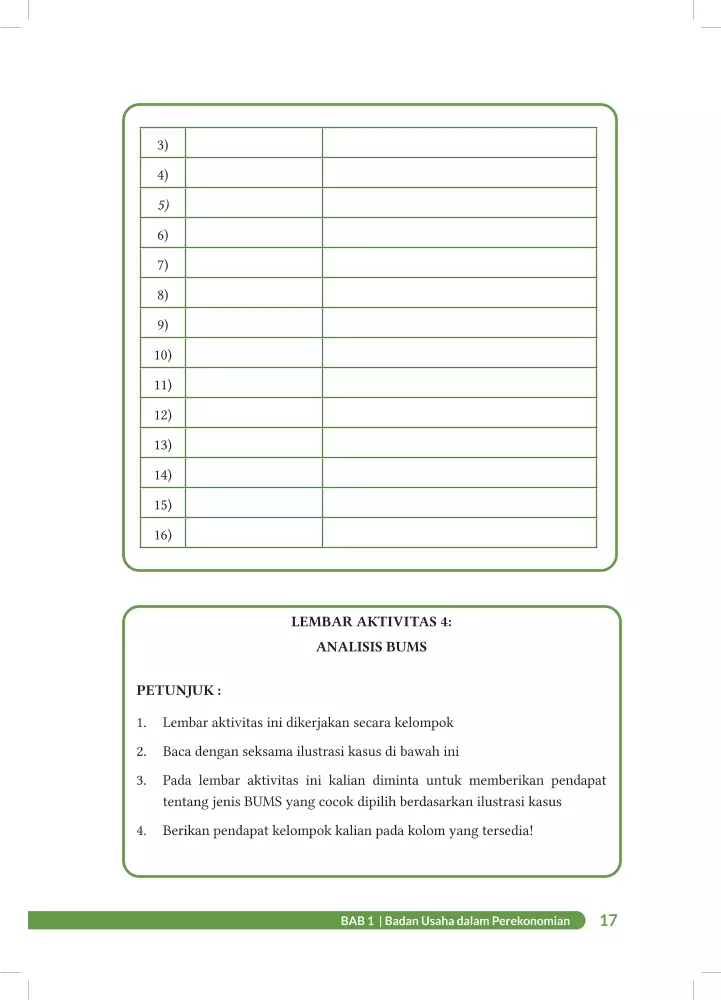 3)
4)
5)
6)
7)
8)
9)
10)
11)
12)
13)
14)
15)
16)
LEMBAR AKTIVITAS 4:
ANALISIS BUMS
PETUNJUK :
1. Lembar aktivitas ini dikerjakan secara kelompok
2. Baca dengan seksama ilustrasi kasus di bawah ini
3. Pada lembar aktivitas ini kalian diminta untuk memberikan pendapat
tentang jenis BUMS yang cocok dipilih berdasarkan ilustrasi kasus
4. Berikan pendapat kelompok kalian pada kolom yang tersedia!
BAB 1 | Badan Usaha dalam Perekonomian 17